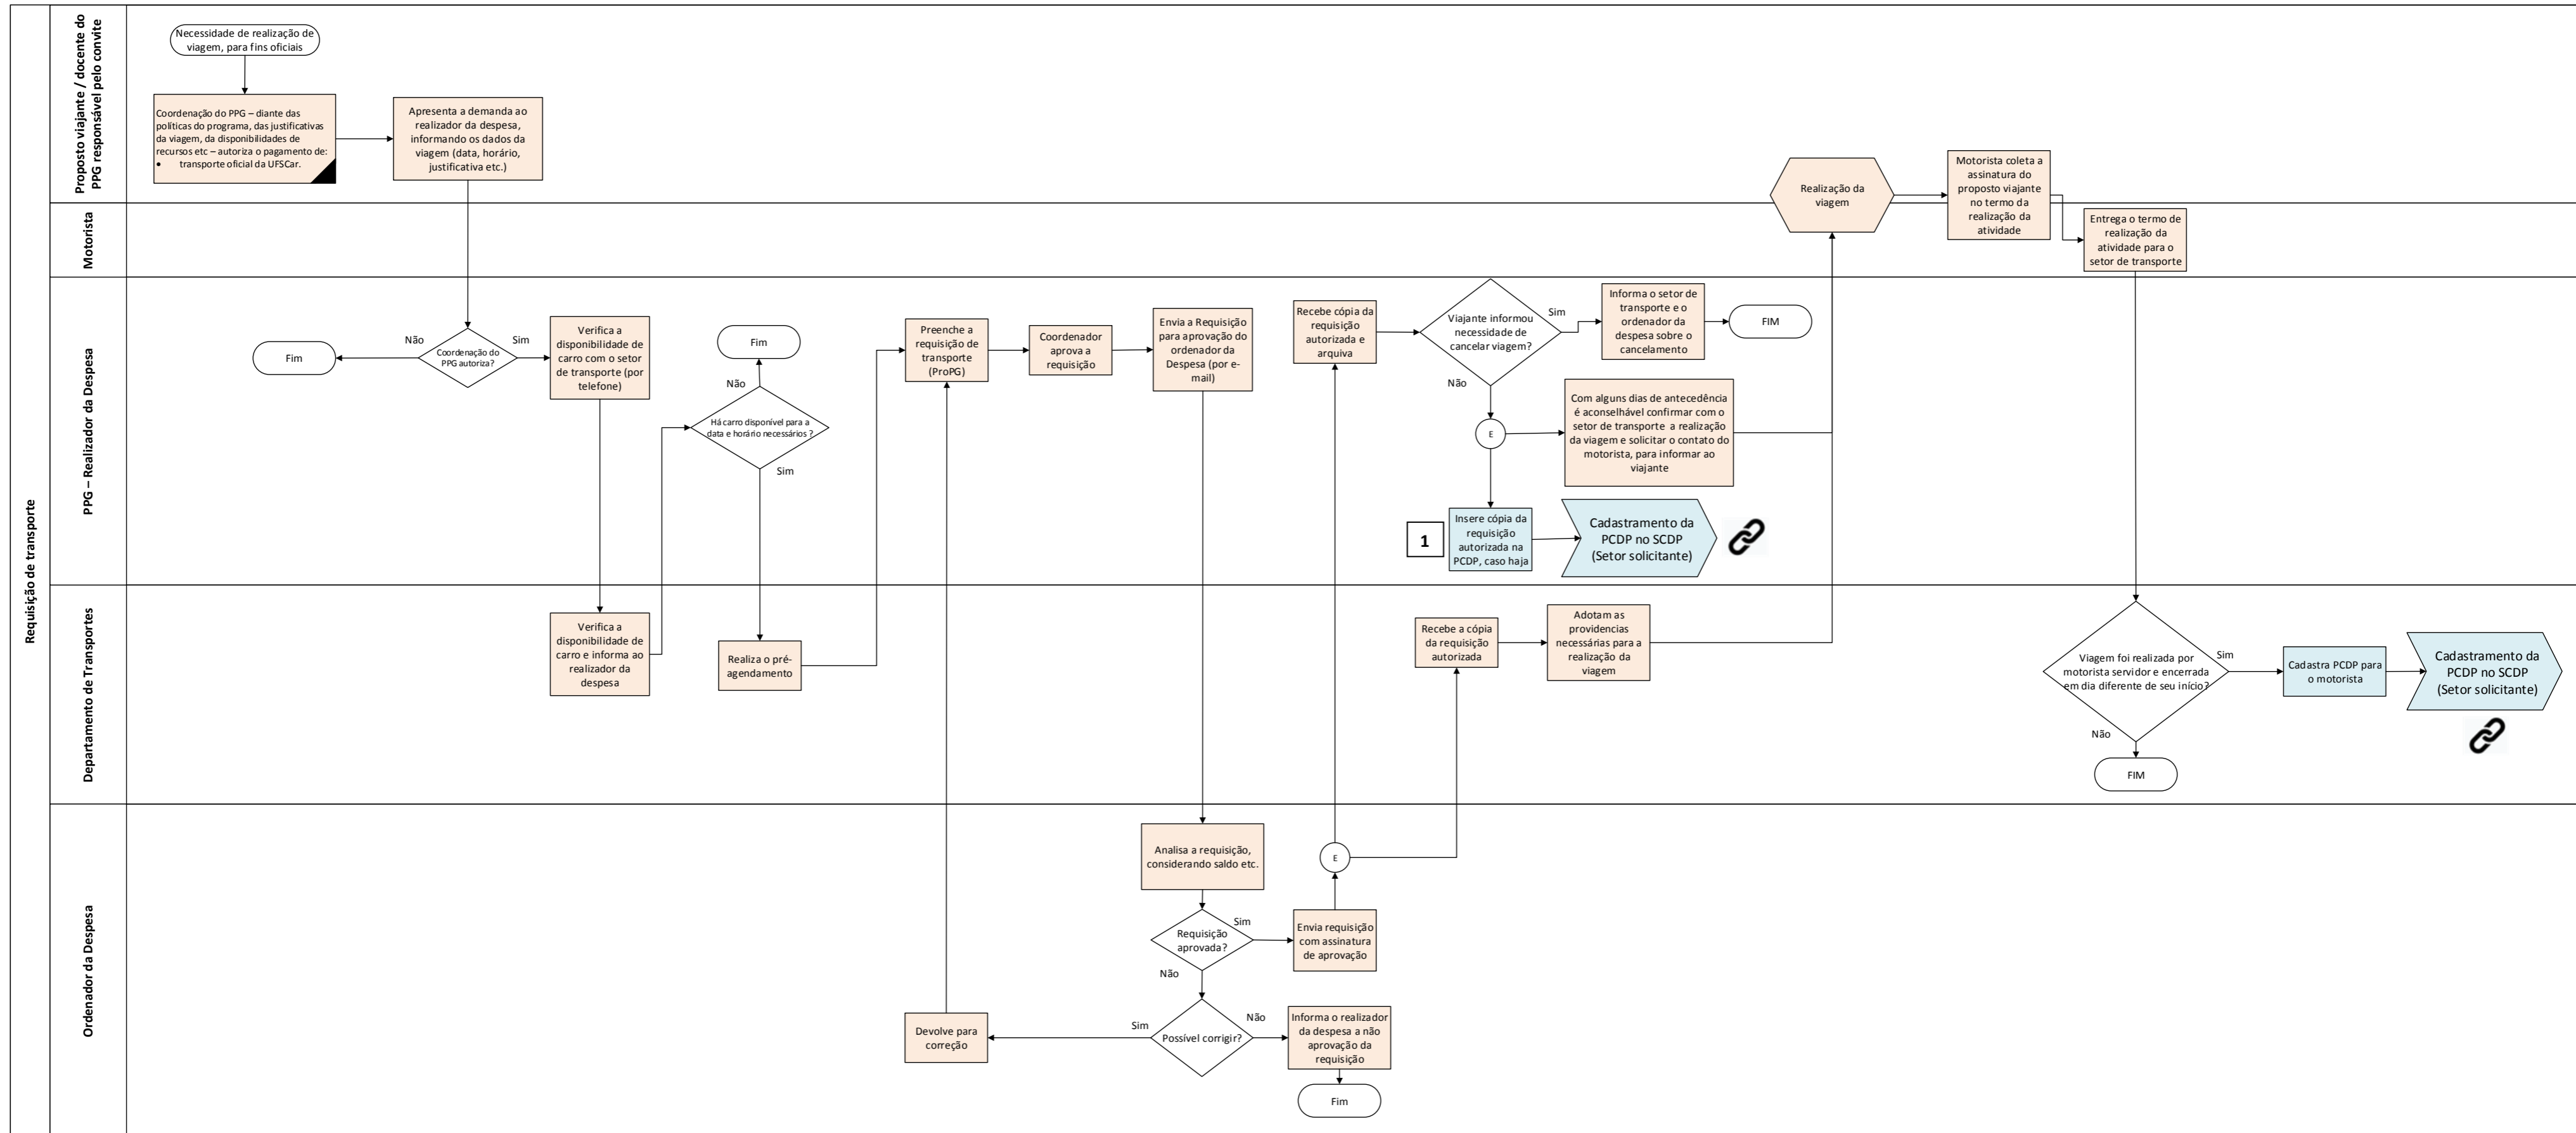 Requisição de transporte
Proposto viajante / docente do
PPG responsável pelo convite
Necessidade de realização de
viagem, para fins oficiais
Coordenação do PPG – diante das
políticas do programa, das justificativas
da viagem, da disponibilidades de
recursos etc – autoriza o pagamento de:
• transporte oficial da UFSCar.
Apresenta a demanda ao
realizador da despesa,
informando os dados da
viagem (data, horário,
justificativa etc.)
Realização da
viagem
Motorista coleta a
assinatura do
proposto viajante
no termo da
realização da
atividade
Motorista
Entrega o termo de
realização da
atividade para o
setor de transporte
PPG – Realizador da Despesa
Fim
Não
Coordenação do
PPG autoriza?
Sim
Verifica a
disponibilidade de
carro com o setor
de transporte (por
telefone)
Fim
Não
Há carro disponível para a
data e horário necessários ?
Sim
Preenche a
requisição de
transporte
(ProPG)
Coordenador
aprova a
requisição
Envia a Requisição
para aprovação do
ordenador da
Despesa (por e-
mail)
Recebe cópia da
requisição
autorizada e
arquiva
Viajante informou
necessidade de
cancelar viagem?
Sim
Informa o setor de
transporte e o
ordenador da
despesa sobre o
cancelamento
FIM
Não
E
Com alguns dias de antecedência
é aconselhável confirmar com o
setor de transporte a realização
da viagem e solicitar o contato do
motorista, para informar ao
viajante
1
Insere cópia da
requisição
autorizada na
PCDP, caso haja
Cadastramento da
PCDP no SCDP
(Setor solicitante)
Departamento de Transportes
Verifica a
disponibilidade de
carro e informa ao
realizador da
despesa
Realiza o pré-
agendamento
Recebe a cópia
da requisição
autorizada
Adotam as
providencias
necessárias para a
realização da
viagem
Viagem foi realizada por
motorista servidor e encerrada
em dia diferente de seu início?
Sim
Cadastra PCDP para
o motorista
Cadastramento da
PCDP no SCDP
(Setor solicitante)
Não
FIM
Ordenador da Despesa
Analisa a requisição,
considerando saldo etc.
E
Requisição
aprovada?
Sim
Envia requisição
com assinatura
de aprovação
Não
Devolve para
correção
Sim
Possível corrigir?
Não
Informa o realizador
da despesa a não
aprovação da
requisição
Fim